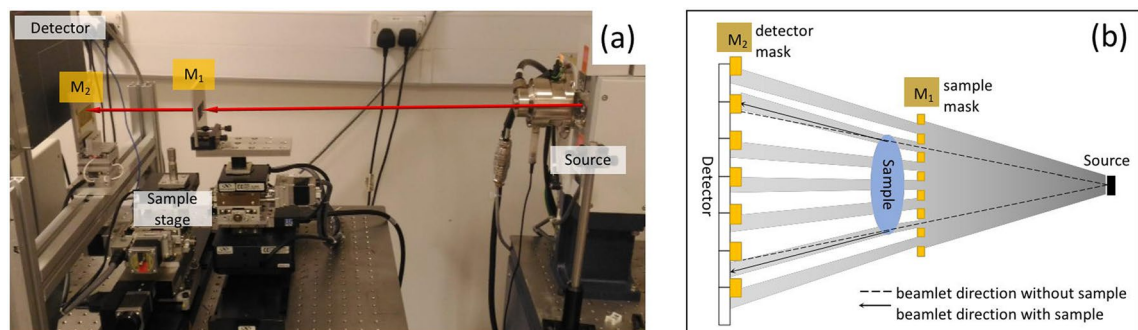 (a)
Detector
M₂
M₁
Sample
stage
Source
(b)
M₂ detector
mask
M₁ sample
mask
Detector
Sample
Source
beamlet direction without sample
beamlet direction with sample